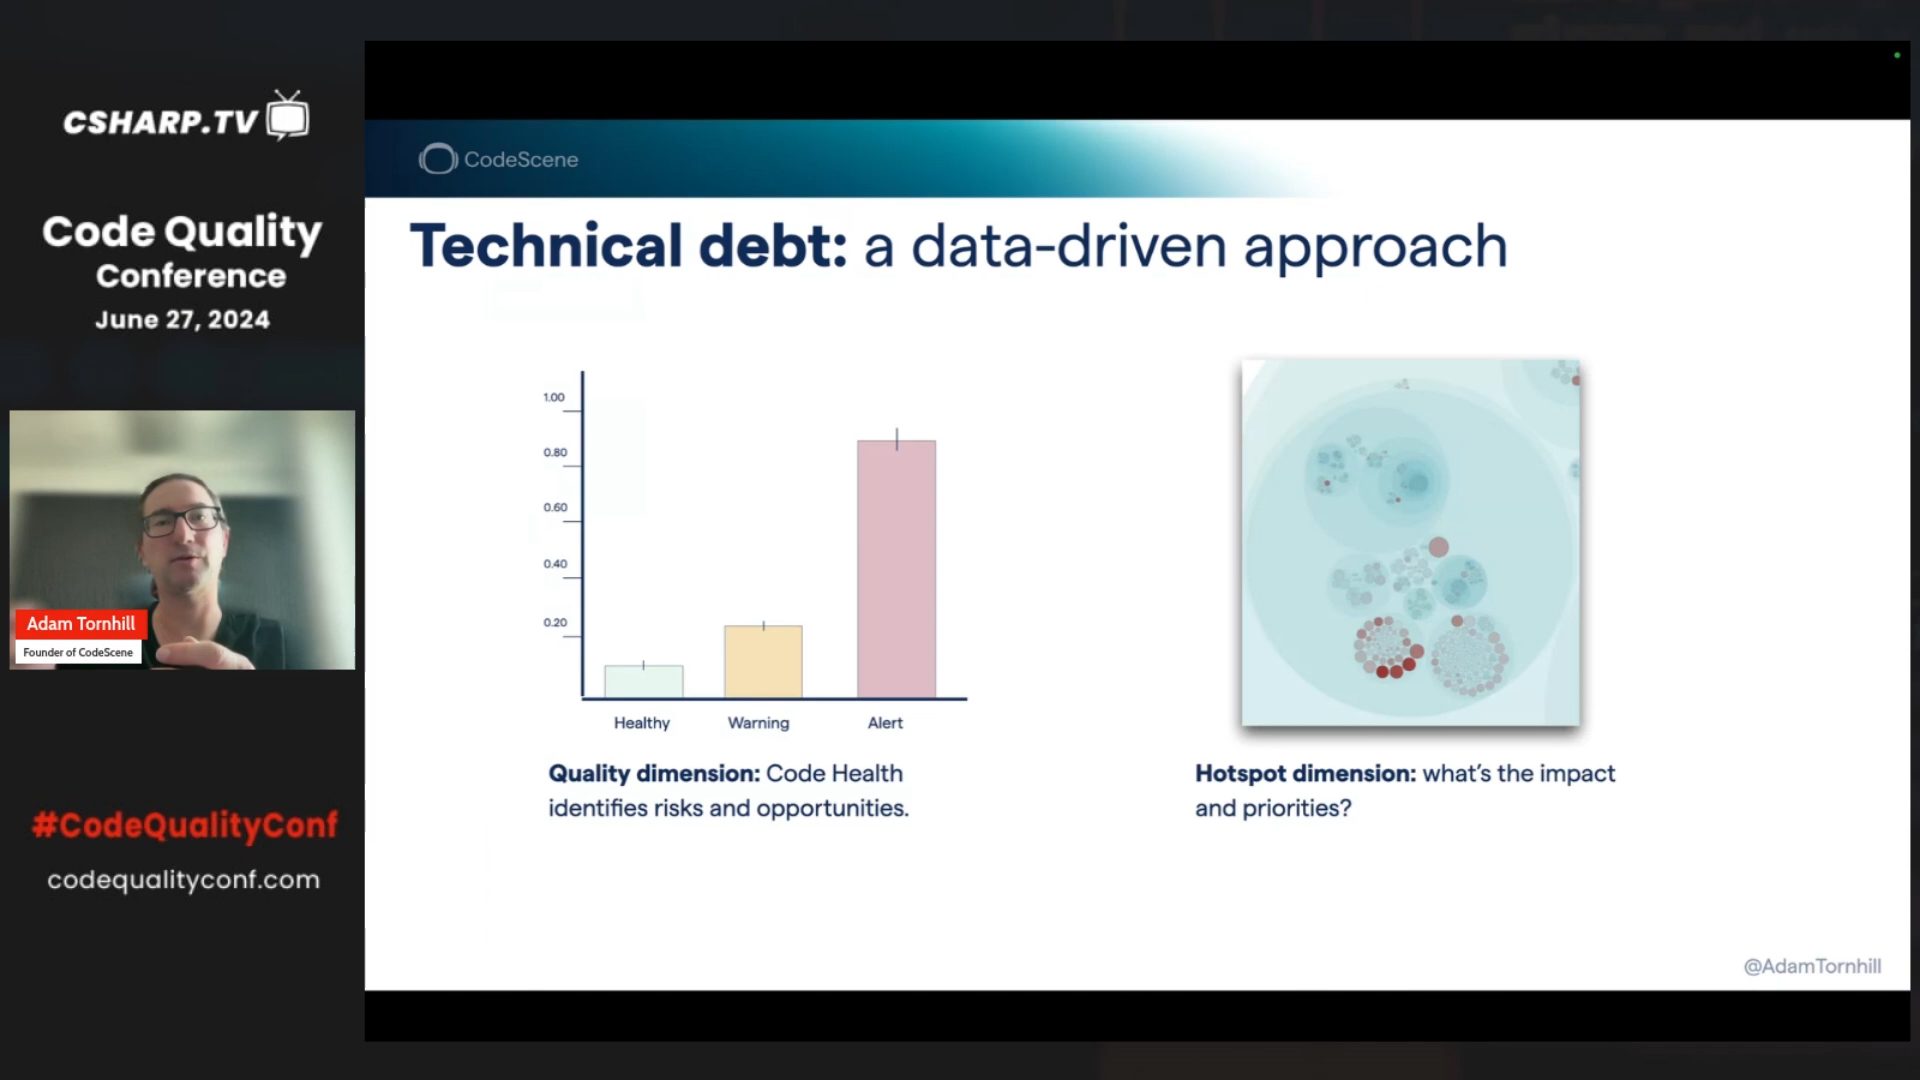 CSHARP.TV
Code Quality
Conference
June 27, 2024
Adam Tornhill
Founder of CodeScene
#CodeQualityConf
codequalityconf.com
CodeScene
Technical debt: a data-driven approach
1.00
0.80
0.60
0.40
0.20
Healthy
Warning
Alert
Quality dimension: Code Health
identifies risks and opportunities.
Hotspot dimension: what's the impact
and priorities?
@AdamTornhill